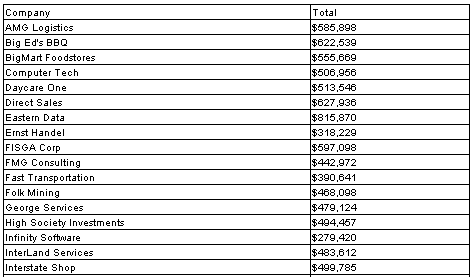 Company Total
AMG Logistics $585,898
Big Ed's BBQ $622,539
BigMart Foodstores $555,669
Computer Tech $506,956
Daycare One $513,546
Direct Sales $627,936
Eastern Data $815,870
Ernst Handel $318,229
FISGA Corp $597,098
FMG Consulting $442,972
Fast Transportation $390,641
Folk Mining $468,098
George Services $479,124
High Society Investments $494,457
Infinity Software $279,420
InterLand Services $483,612
Interstate Shop $499,785